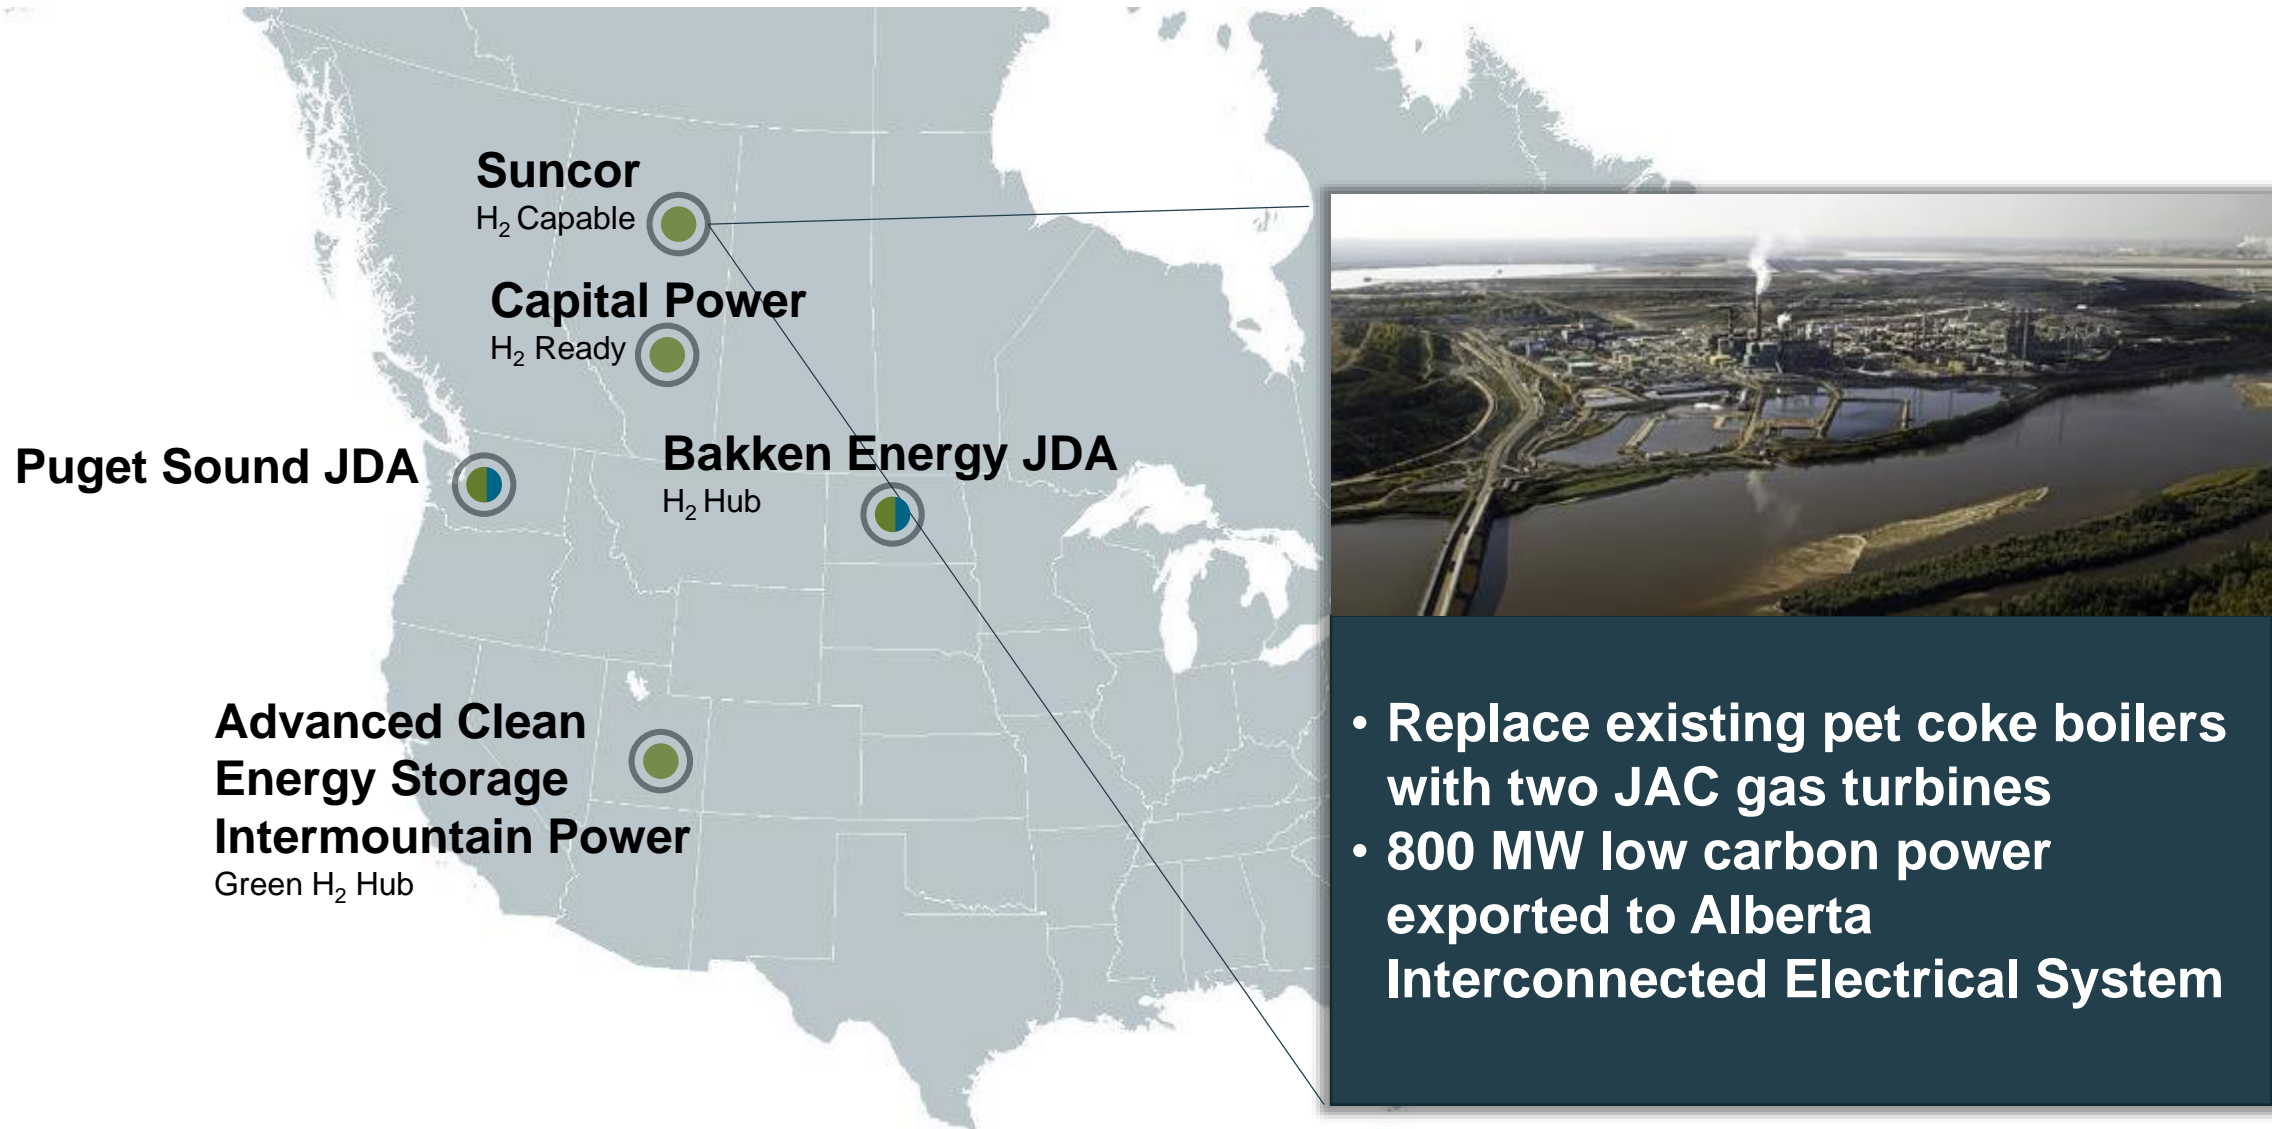 Suncor
H₂ Capable
Capital Power
H₂ Ready
Puget Sound JDA
Bakken Energy JDA
H₂ Hub
Advanced Clean
Energy Storage
Intermountain Power
Green H₂ Hub
• Replace existing pet coke boilers
with two JAC gas turbines
• 800 MW low carbon power
exported to Alberta
Interconnected Electrical System